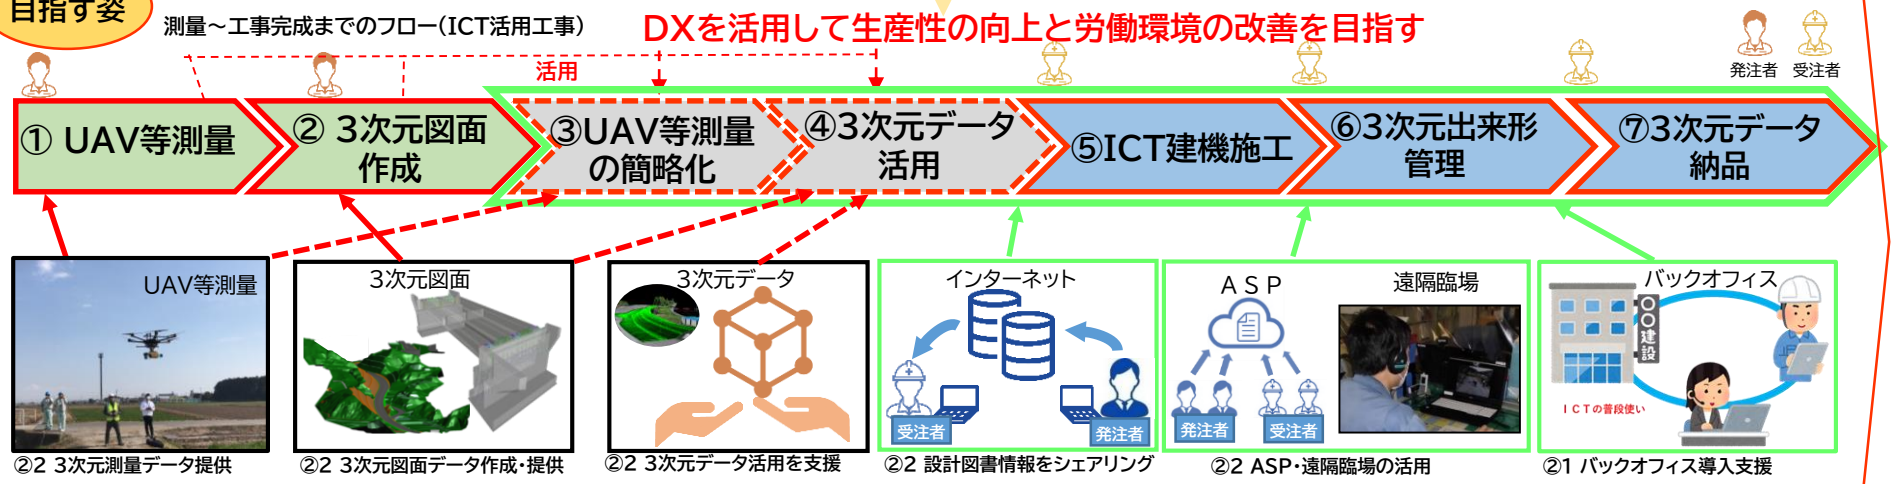 目指す姿
測量～工事完成までのフロー(ICT活用工事)
DXを活用して生産性の向上と労働環境の改善を目指す
発注者 受注者
活用
① UAV等測量
② 3次元図面
作成
③UAV等測量
の簡略化
④3次元データ
活用
⑤ICT建機施工
⑥3次元出来形
管理
⑦3次元データ
納品
UAV等測量
②2 3次元測量データ提供
3次元図面
②2 3次元図面データ作成・提供
3次元データ
②2 3次元データ活用を支援
インターネット
受注者
発注者
②2 設計図書情報をシェアリング
ASP
遠隔臨場
発注者
受注者
②2 ASP・遠隔臨場の活用
バックオフィス
〇〇建設
ICTの普段使い
②1 バックオフィス導入支援